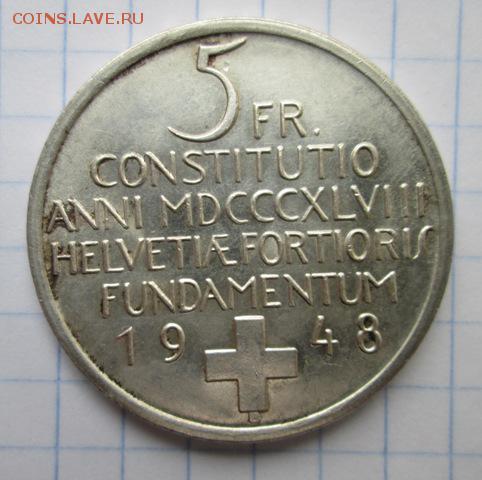 COINS.LAVE.RU
5 FR.
CONSTITUTIO
ANNI MDCCCXLVIII
HELVETIÆ FORTIORIS
FUNDAMENTUM
1948
B